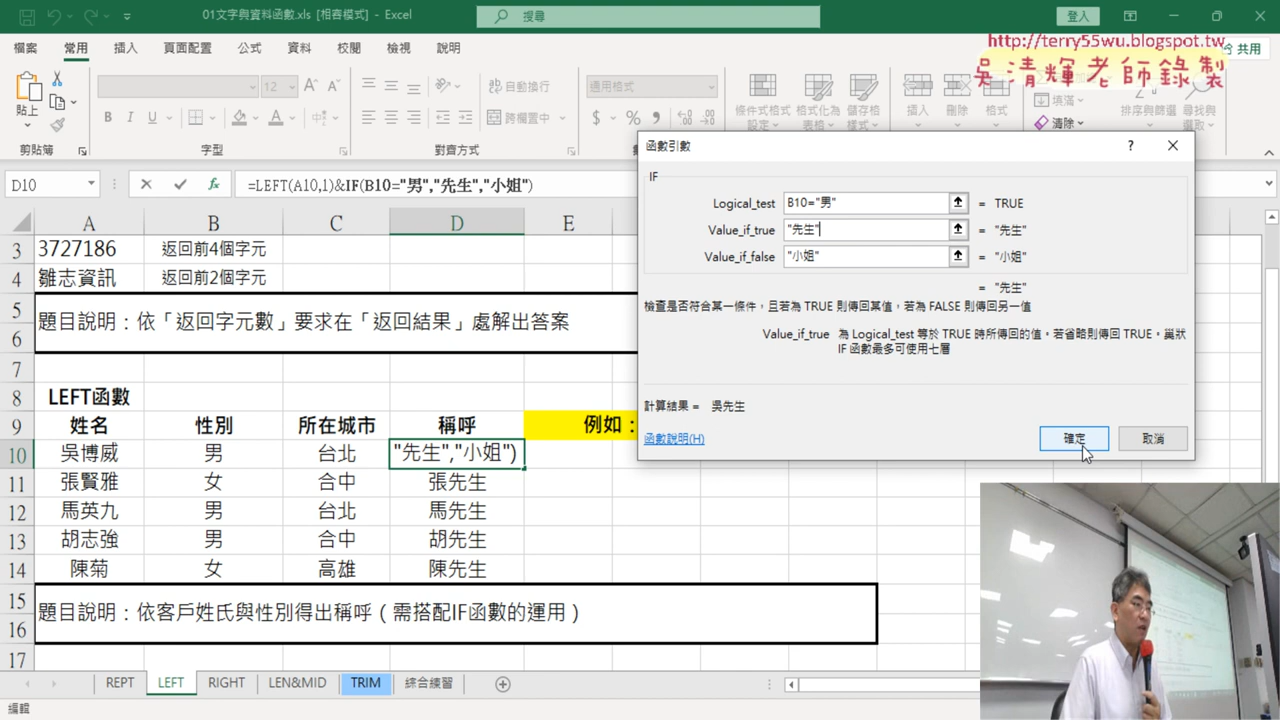 01文字與資料函數.xls [相容模式] - Excel
搜尋
登入
檔案 常用 插入 頁面配置 公式 資料 校閱 檢視 說明
http://terry55wu.blogspot.tw
共用
吳清輝老師錄製
貼上
12
自動換行
跨欄置中
通用格式
條件式格式設定
格式化為表格
儲存格樣式
插入 刪除 格式
填滿
清除
排序與篩選
尋找與選取
剪貼簿 字型 對齊方式
D10
=LEFT(A10,1)&IF(B10="男","先生","小姐")
A B C D E
3 3727186 返回前4個字元
4 雛志資訊 返回前2個字元
5
題目說明：依「返回字元數」要求在「返回結果」處解出答案
6
7
8 LEFT函數
9 姓名 性別 所在城市 稱呼 例如：
10 吳博威 男 台北 "先生","小姐")
11 張賢雅 女 台中 張先生
12 馬英九 男 台北 馬先生
13 胡志強 男 台中 胡先生
14 陳菊 女 高雄 陳先生
15
題目說明：依客戶姓氏與性別得出稱呼（需搭配IF函數的運用）
16
17
函數引數
?
IF
Logical_test B10="男" = TRUE
Value_if_true "先生" = "先生"
Value_if_false "小姐" = "小姐"
= "先生"
檢查是否符合某一條件，且若為 TRUE 則傳回某值，若為 FALSE 則傳回另一值
Value_if_true 為 Logical_test 等於 TRUE 時所傳回的值。若省略則傳回 TRUE。巢狀
IF 函數最多可使用七層
計算結果 = 吳先生
函數說明(H)
確定 取消
REPT LEFT RIGHT LEN&MID TRIM 綜合練習
編輯